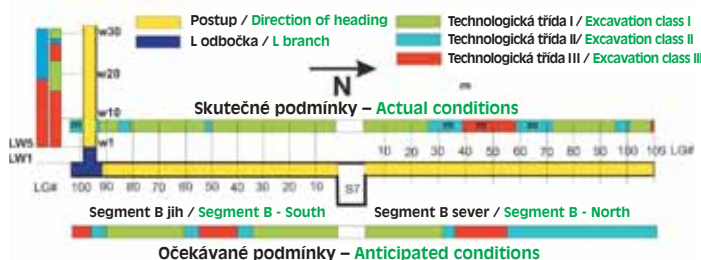 Postup / Direction of heading
L odbočka / L branch
Technologická třída I / Excavation class I
Technologická třída II/ Excavation class II
Technologická třída III / Excavation class III
N
Skutečné podmínky – Actual conditions
w30
w20
w10
w1
LW5
LW1
10 20 30 40 50 60 70 80 90 100 105 LG#
LG# 100 90 80 70 60 50 40 30 20 10 S7
Segment B jih / Segment B - South
Segment B sever / Segment B - North
Očekávané podmínky – Anticipated conditions